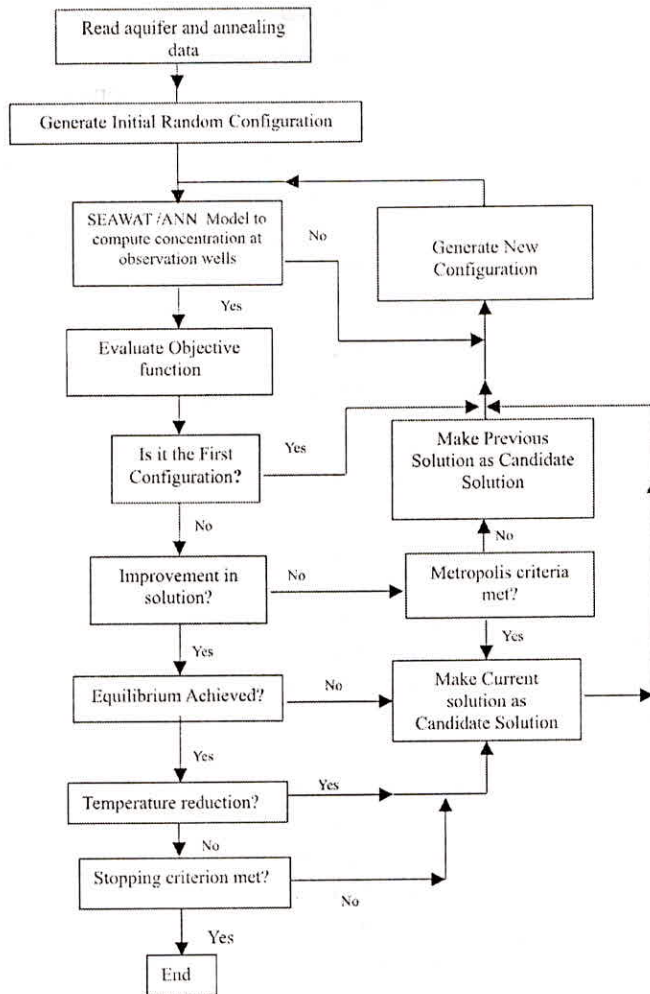 Read aquifer and annealing
data
Generate Initial Random Configuration
SEAWAT /ANN Model to
compute concentration at
observation wells
No
Generate New
Configuration
Yes
Evaluate Objective
function
Is it the First
Configuration?
Yes
Make Previous
Solution as Candidate
Solution
No
No
Improvement in
solution?
No
Metropolis criteria
met?
Yes
Yes
Equilibrium Achieved?
No
Make Current
solution as
Candidate Solution
Yes
Temperature reduction?
Yes
No
Stopping criterion met?
No
Yes
End